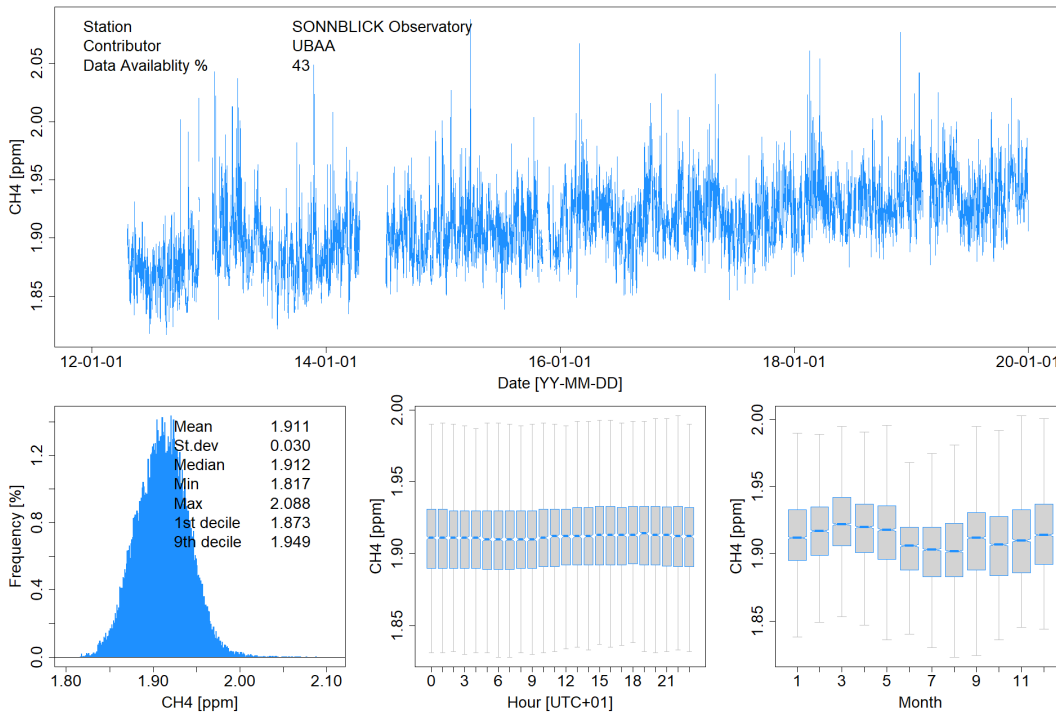 Station SONNBLICK Observatory
Contributor UBAA
Data Availablity % 43
CH4 [ppm]
2.05
2.00
1.95
1.90
1.85
12-01-01 14-01-01 16-01-01 18-01-01 20-01-01
Date [YY-MM-DD]
Frequency [%]
1.2
0.8
0.4
0.0
Mean 1.911
St.dev 0.030
Median 1.912
Min 1.817
Max 2.088
1st decile 1.873
9th decile 1.949
1.80 1.90 2.00 2.10
CH4 [ppm]
CH4 [ppm]
2.00
1.95
1.90
1.85
0 3 6 9 12 15 18 21
Hour [UTC+01]
CH4 [ppm]
2.00
1.95
1.90
1.85
1 3 5 7 9 11
Month